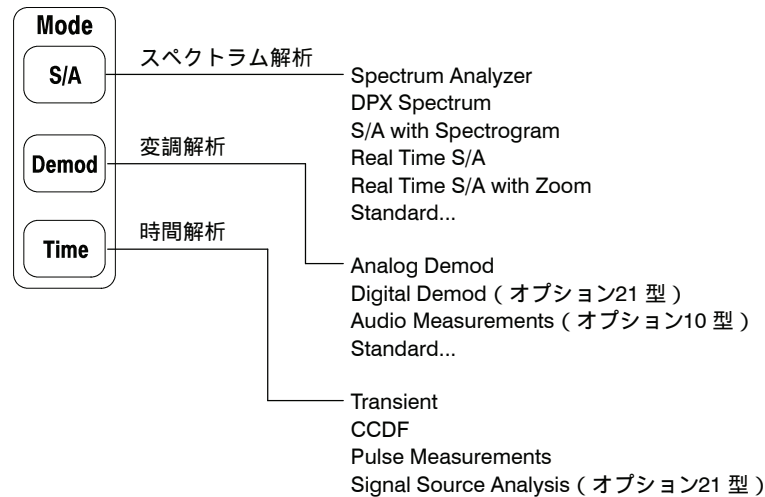 Mode
S/A
スペクトラム解析
Spectrum Analyzer
DPX Spectrum
S/A with Spectrogram
Real Time S/A
Real Time S/A with Zoom
Standard...
Demod
変調解析
Analog Demod
Digital Demod ( オプション21 型 )
Audio Measurements ( オプション10 型 )
Standard...
Time
時間解析
Transient
CCDF
Pulse Measurements
Signal Source Analysis ( オプション21 型 )